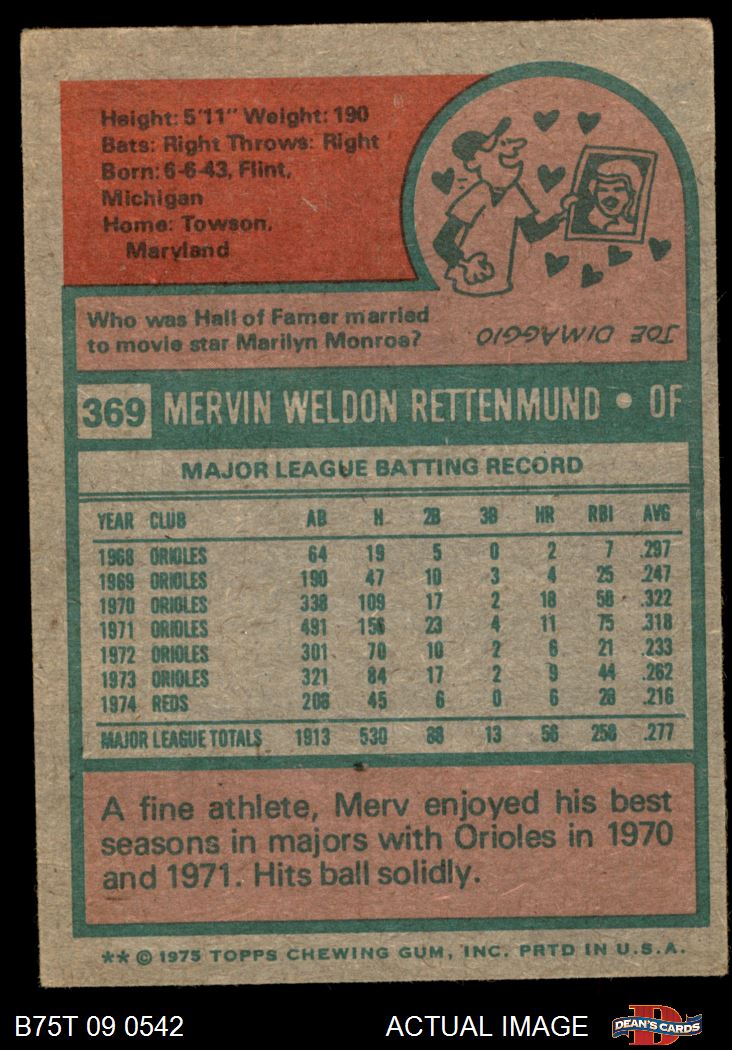 Height: 5'11" Weight: 190
Bats: Right Throws: Right
Born: 6-6-43, Flint,
Michigan
Home: Towson,
Maryland
Who was Hall of Famer married
to movie star Marilyn Monroe?
JOE DIMAGGIO
369 MERVIN WELDON RETTENMUND • OF
MAJOR LEAGUE BATTING RECORD
YEAR CLUB AB H 2B 3B HR RBI AVG
1968 ORIOLES 64 19 5 0 2 7 .297
1969 ORIOLES 190 47 10 3 4 25 .247
1970 ORIOLES 338 109 17 2 18 58 .322
1971 ORIOLES 491 156 23 4 11 75 .318
1972 ORIOLES 301 70 10 2 6 21 .233
1973 ORIOLES 321 84 17 2 9 44 .262
1974 REDS 208 45 6 0 6 28 .216
MAJOR LEAGUE TOTALS 1913 530 88 13 56 258 .277
A fine athlete, Merv enjoyed his best
seasons in majors with Orioles in 1970
and 1971. Hits ball solidly.
** © 1975 TOPPS CHEWING GUM, INC. PRTD IN U.S.A.
B75T 09 0542 ACTUAL IMAGE D DEAN'S CARDS